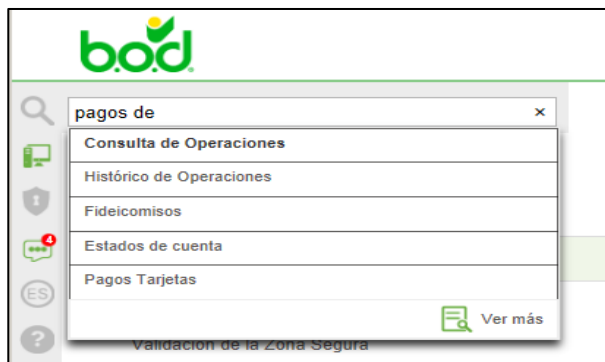 b.o.d.
pagos de ×
Consulta de Operaciones
Histórico de Operaciones
Fideicomisos
Estados de cuenta
Pagos Tarjetas
4
ES
Ver más
?
Validación de la Zona Segura